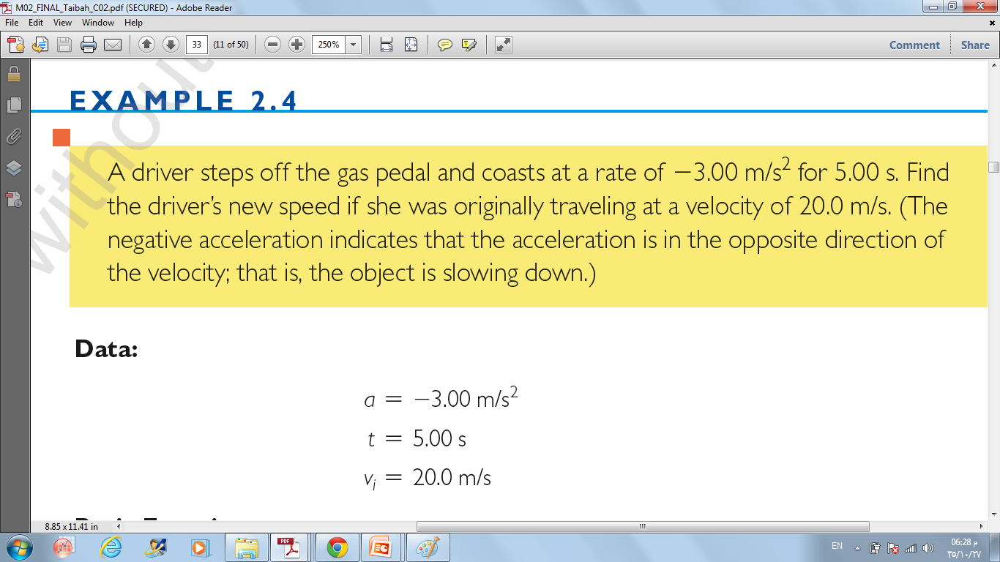 M02_FINAL_Taibah_C02.pdf (SECURED) - Adobe Reader
File Edit View Window Help
33 (11 of 50) 250% Comment Share
EXAMPLE 2.4
without
A driver steps off the gas pedal and coasts at a rate of −3.00 m/s² for 5.00 s. Find
the driver's new speed if she was originally traveling at a velocity of 20.0 m/s. (The
negative acceleration indicates that the acceleration is in the opposite direction of
the velocity; that is, the object is slowing down.)
Data:
a = −3.00 m/s²
t = 5.00 s
vᵢ = 20.0 m/s
8.85 x 11.41 in
EN 06:28 م
٣٥/١٠/٢٧